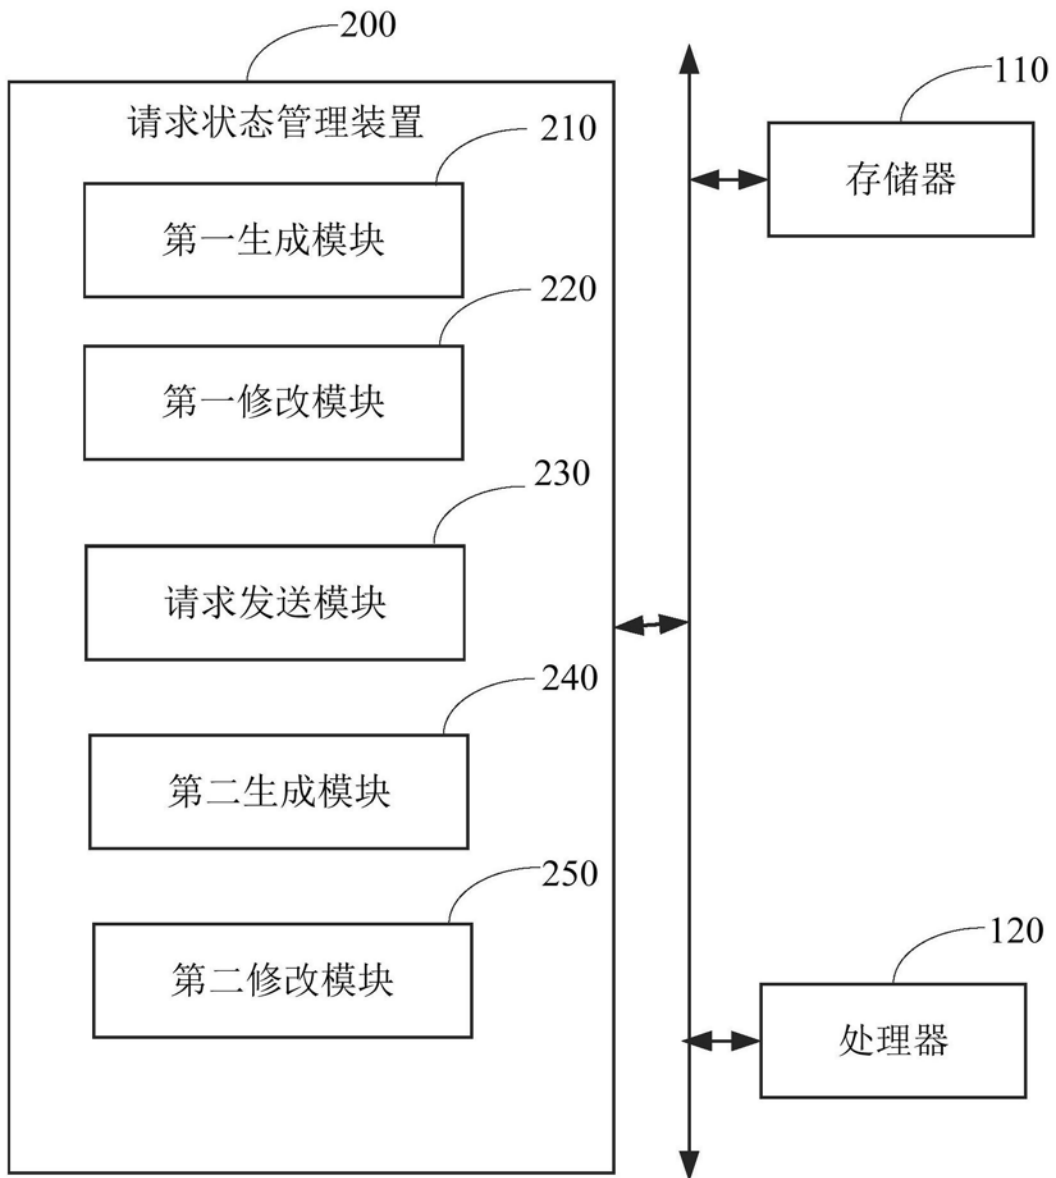 200
请求状态管理装置
210
第一生成模块
220
第一修改模块
230
请求发送模块
240
第二生成模块
250
第二修改模块
110
存储器
120
处理器